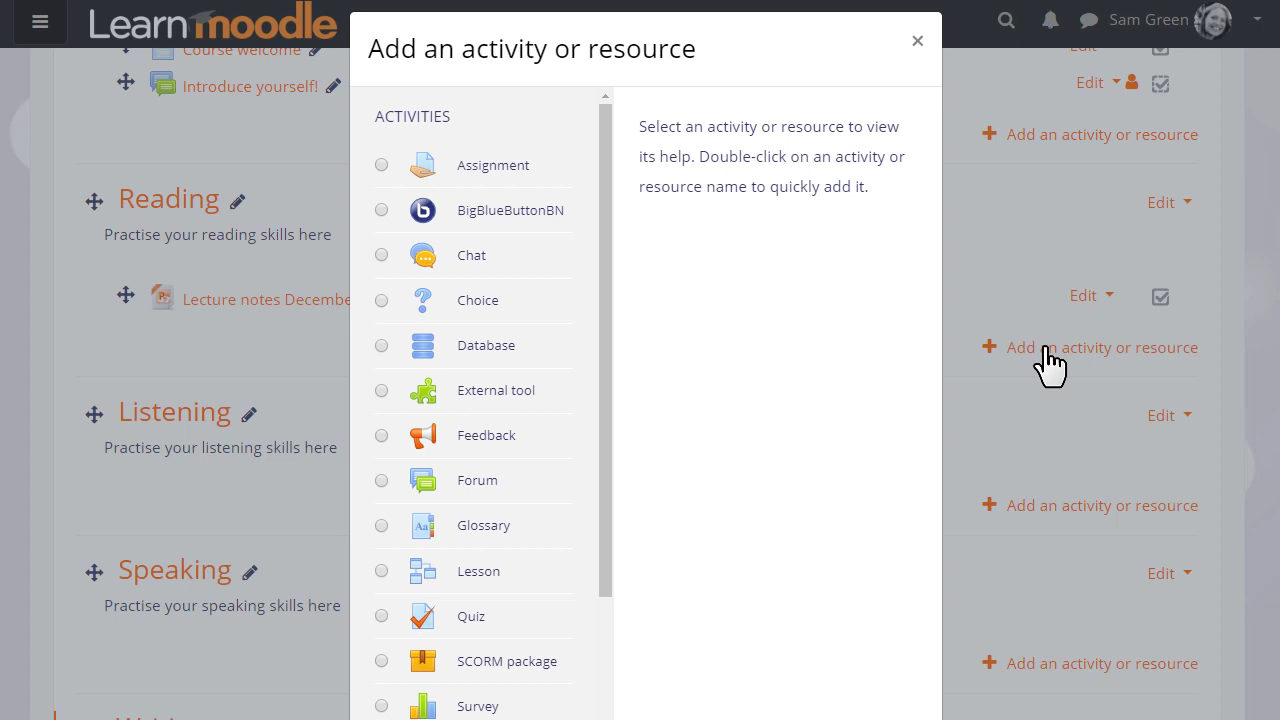 Learn moodle
Sam Green
Add an activity or resource
×
Course welcome
Introduce yourself!
Edit
Edit
Add an activity or resource
ACTIVITIES
Assignment
BigBlueButtonBN
Chat
Choice
Database
External tool
Feedback
Forum
Glossary
Lesson
Quiz
SCORM package
Survey
Select an activity or resource to view
its help. Double-click on an activity or
resource name to quickly add it.
Reading
Practise your reading skills here
Edit
Lecture notes Decembe
Edit
Add an activity or resource
Listening
Practise your listening skills here
Edit
Add an activity or resource
Speaking
Practise your speaking skills here
Edit
Add an activity or resource